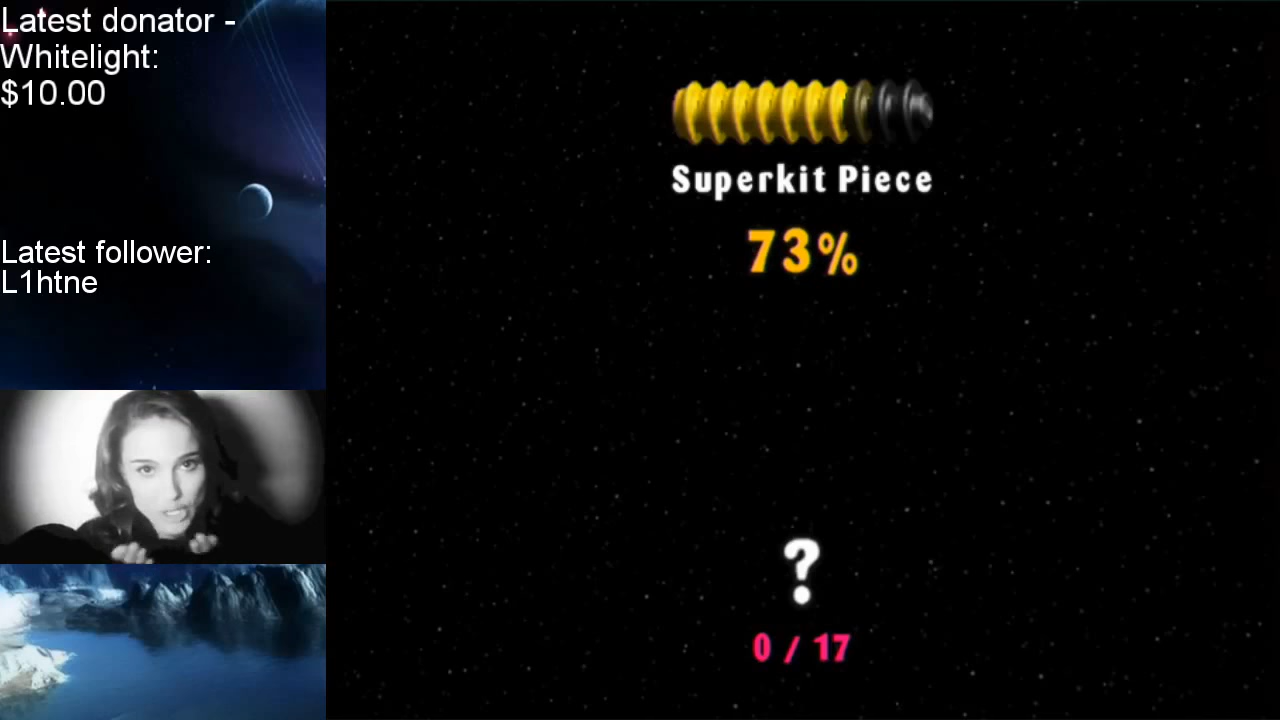 Latest donator -
Whitelight:
$10.00
Latest follower:
L1htne
Superkit Piece
73%
?
0 / 17